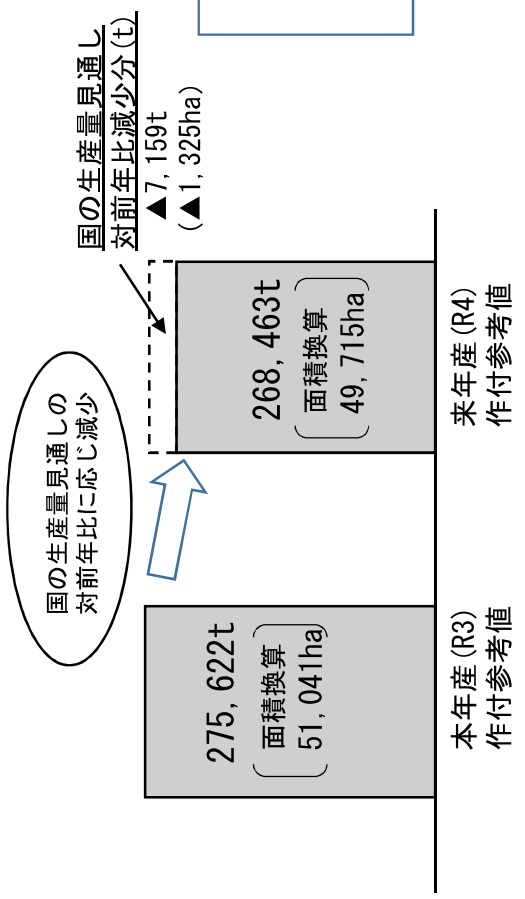 国の生産量見通しの
対前年比に応じ減少
国の生産量見通し
対前年比減少分(t)
▲7,159t
(▲1,325ha)
275,622t
面積換算
51,041ha
268,463t
面積換算
49,715ha
本年産(R3)
作付参考値
来年産(R4)
作付参考値